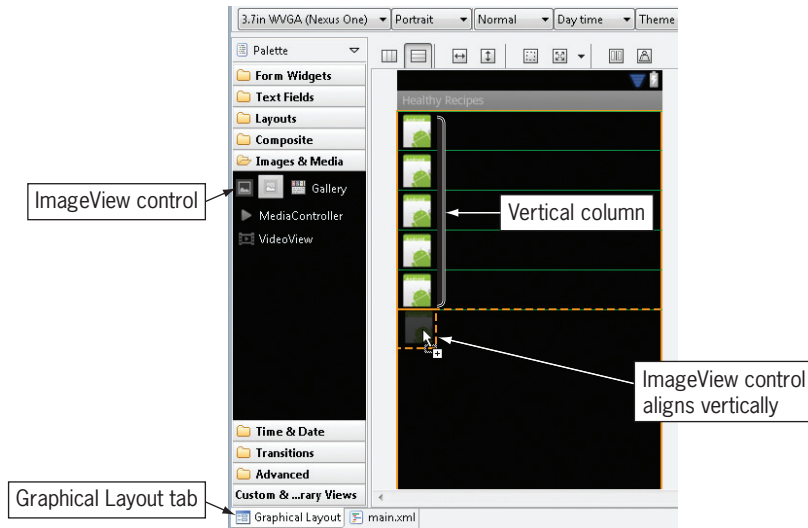 3.7in WVGA (Nexus One) Portrait Normal Day time Theme
Palette
Form Widgets
Text Fields
Layouts
Composite
Images & Media
Gallery
MediaController
VideoView
Time & Date
Transitions
Advanced
Custom & ...rary Views
Graphical Layout main.xml
Healthy Recipes
ImageView control
Vertical column
ImageView control
aligns vertically
Graphical Layout tab